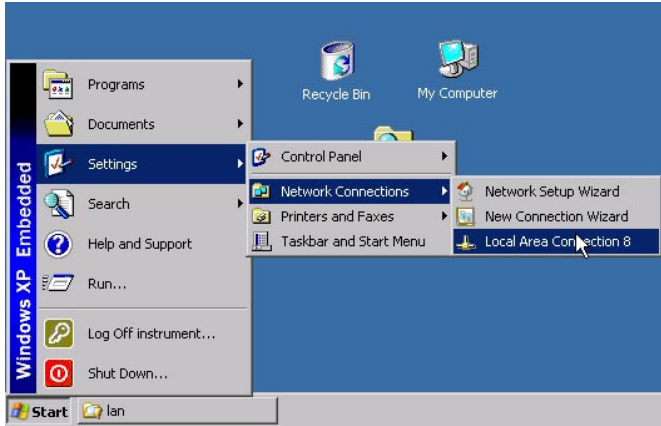 Recycle Bin
My Computer
Windows XP Embedded
Programs
Documents
Settings
Search
Help and Support
Run...
Log Off instrument...
Shut Down...
Control Panel
Network Connections
Printers and Faxes
Taskbar and Start Menu
Network Setup Wizard
New Connection Wizard
Local Area Connection 8
Start
lan